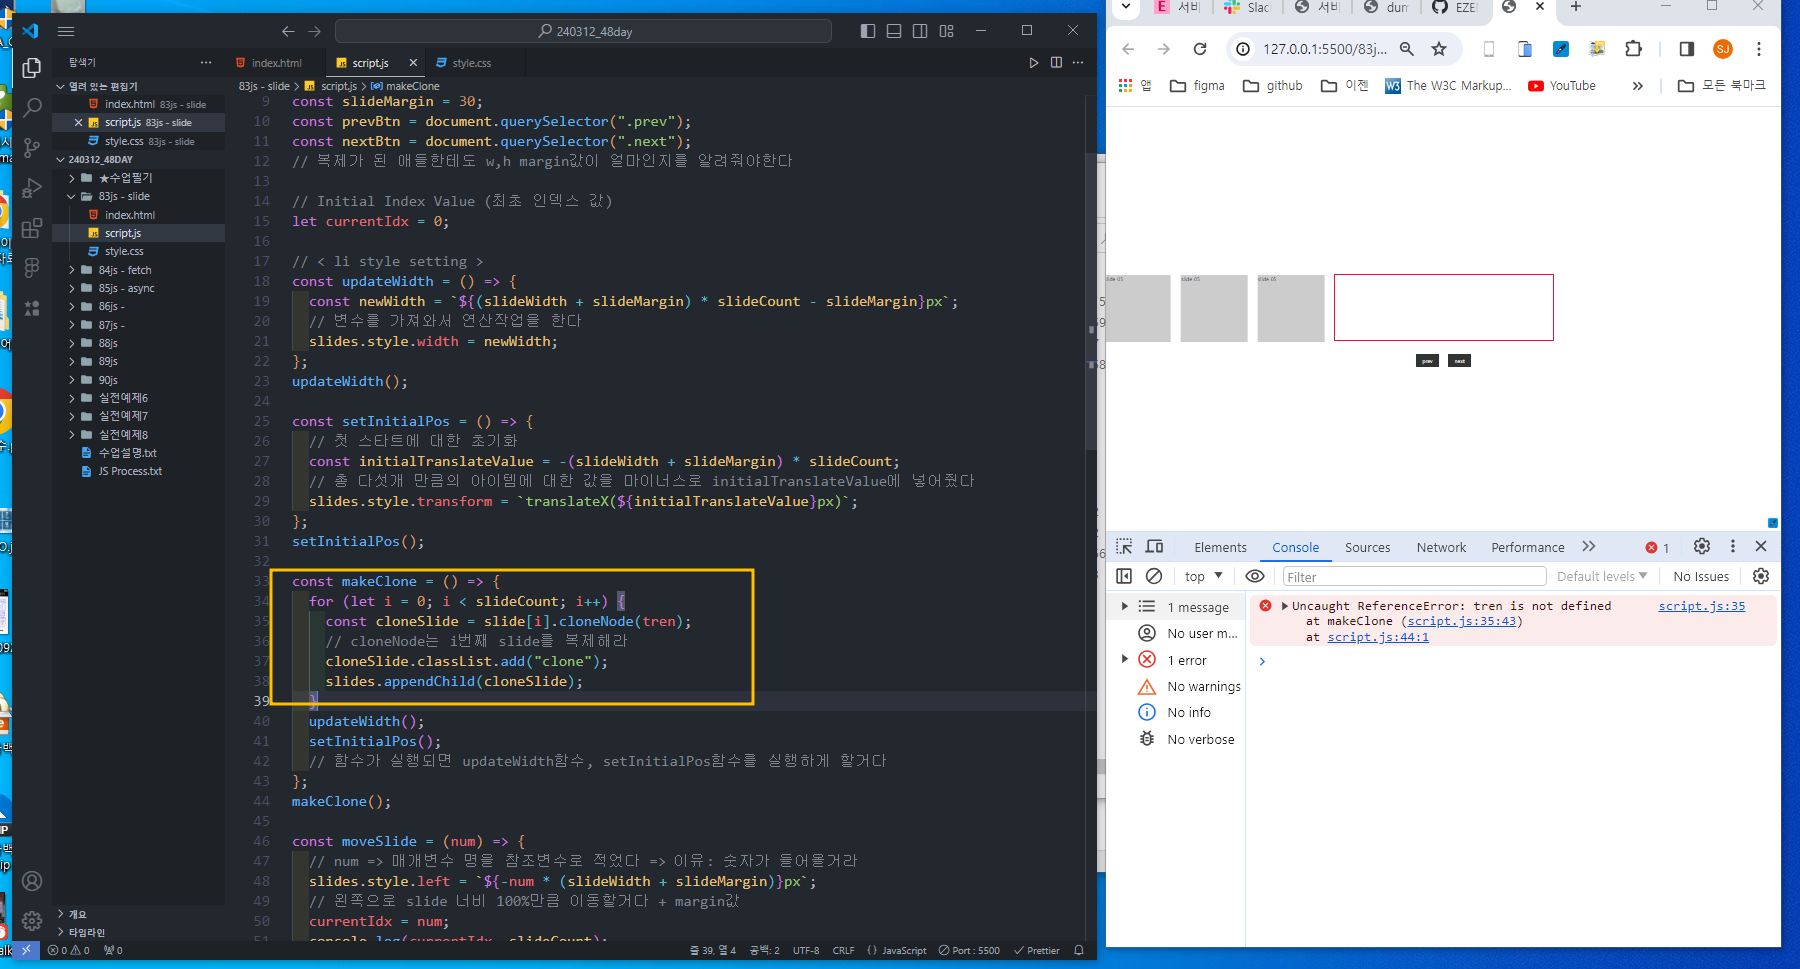 240312_48day
탐색기
index.html
script.js
style.css
83js - slide > script.js > makeClone
열려 있는 편집기
index.html 83js - slide
script.js 83js - slide
style.css 83js - slide
240312_48DAY
★수업필기
83js - slide
index.html
script.js
style.css
84js - fetch
85js - async
86js -
87js -
88js
89js
90js
실전예제6
실전예제7
실전예제8
수업설명.txt
JS Process.txt
개요
타임라인
9 const slideMargin = 30;
10 const prevBtn = document.querySelector(".prev");
11 const nextBtn = document.querySelector(".next");
12 // 복제가 된 애들한테도 w,h margin값이 얼마인지를 알려줘야한다
13
14 // Initial Index Value (최초 인덱스 값)
15 let currentIdx = 0;
16
17 // < li style setting >
18 const updateWidth = () => {
19 const newWidth = `${(slideWidth + slideMargin) * slideCount - slideMargin}px`;
20 // 변수를 가져와서 연산작업을 한다
21 slides.style.width = newWidth;
22 };
23 updateWidth();
24
25 const setInitialPos = () => {
26 // 첫 스타트에 대한 초기화
27 const initialTranslateValue = -(slideWidth + slideMargin) * slideCount;
28 // 총 다섯개 만큼의 아이템에 대한 값을 마이너스로 initialTranslateValue에 넣어줬다
29 slides.style.transform = `translateX(${initialTranslateValue}px)`;
30 };
31 setInitialPos();
32
33 const makeClone = () => {
34 for (let i = 0; i < slideCount; i++) {
35 const cloneSlide = slide[i].cloneNode(tren);
36 // cloneNode는 i번째 slide를 복제해라
37 cloneSlide.classList.add("clone");
38 slides.appendChild(cloneSlide);
39 }
40 updateWidth();
41 setInitialPos();
42 // 함수가 실행되면 updateWidth함수, setInitialPos함수를 실행하게 할거다
43 };
44 makeClone();
45
46 const moveSlide = (num) => {
47 // num => 매개변수 명을 참조변수로 적었다 => 이유: 숫자가 들어올거라
48 slides.style.left = `${-num * (slideWidth + slideMargin)}px`;
49 // 왼쪽으로 slide 너비 100%만큼 이동할거다 + margin값
50 currentIdx = num;
51 console.log(currentIdx, slideCount);
0 0 0
줄 39, 열 4 공백: 2 UTF-8 CRLF {} JavaScript Port : 5500 Prettier
E 서비 Slac 서비 dum EZE
127.0.0.1:5500/83j...
SJ
앱 figma github 이젠 W3 The W3C Markup... YouTube » 모든 북마크
slide 03 slide 05
prev next
Elements Console Sources Network Performance » 1
top Filter Default levels No Issues
1 message
No user m...
1 error
No warnings
No info
No verbose
Uncaught ReferenceError: tren is not defined script.js:35
at makeClone (script.js:35:43)
at script.js:44:1